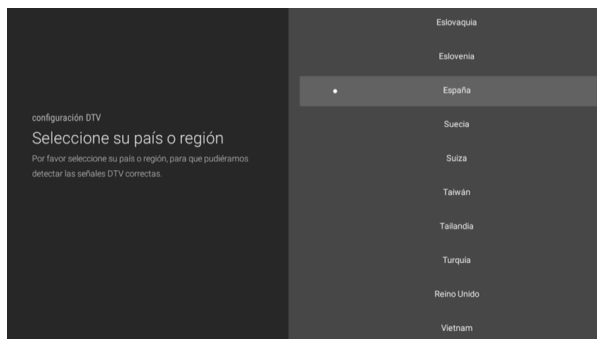 configuración DTV
Seleccione su país o región
Por favor seleccione su país o región, para que pudiéramos
detectar las señales DTV correctas.
Eslovaquia
Eslovenia
España
Suecia
Suiza
Taiwán
Tailandia
Turquía
Reino Unido
Vietnam